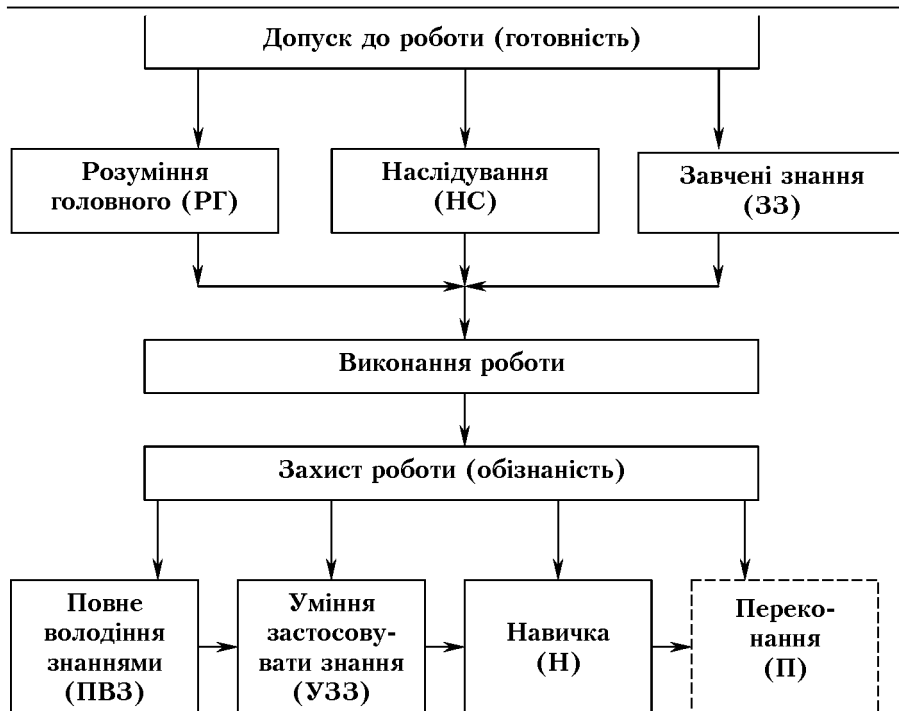 Допуск до роботи (готовність)
Розуміння
головного (РГ)
Наслідування
(НС)
Завчені знання
(ЗЗ)
Виконання роботи
Захист роботи (обізнаність)
Повне
володіння
знаннями
(ПВЗ)
Уміння
застосову-
вати знання
(УЗЗ)
Навичка
(Н)
Переко-
нання
(П)